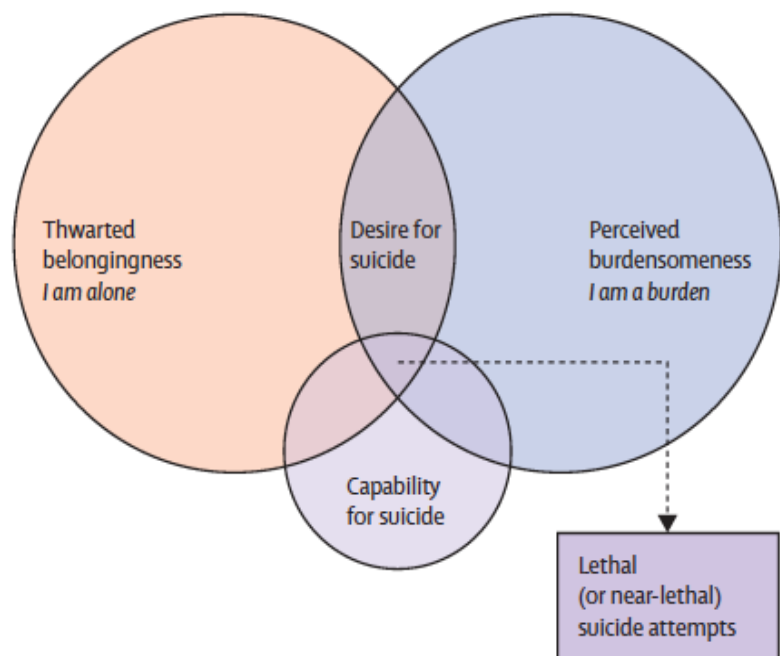 Thwarted
belongingness
I am alone
Desire for
suicide
Perceived
burdensomeness
I am a burden
Capability
for suicide
Lethal
(or near-lethal)
suicide attempts